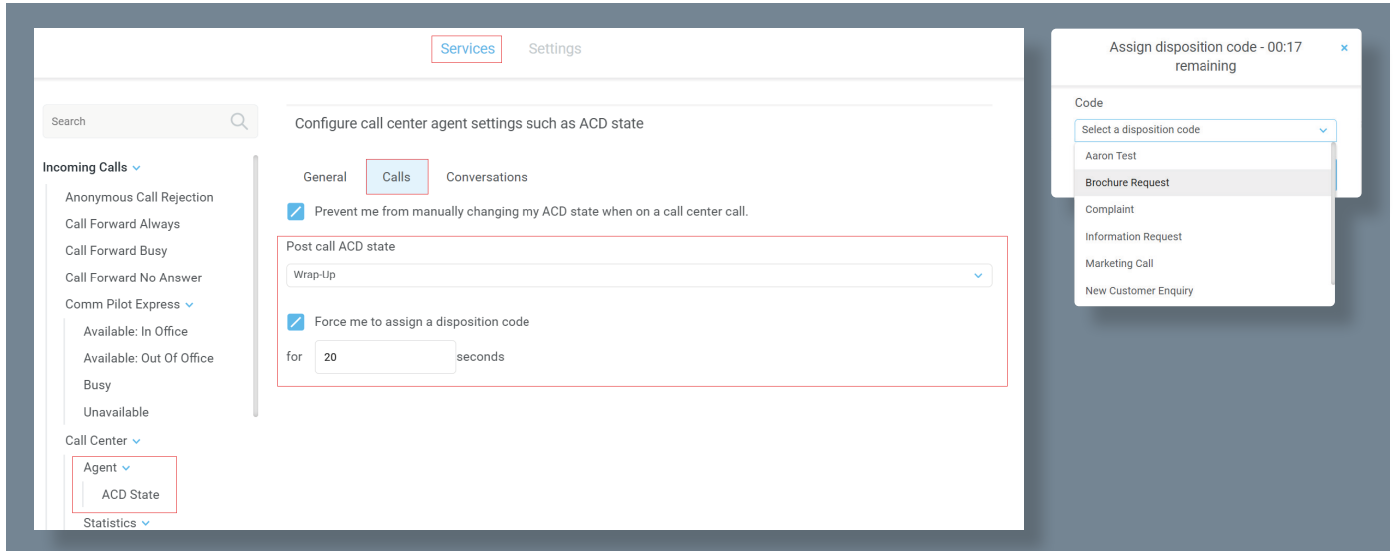 Services Settings
Search
Incoming Calls
Anonymous Call Rejection
Call Forward Always
Call Forward Busy
Call Forward No Answer
Comm Pilot Express
Available: In Office
Available: Out Of Office
Busy
Unavailable
Call Center
Agent
ACD State
Statistics
Configure call center agent settings such as ACD state
General Calls Conversations
Prevent me from manually changing my ACD state when on a call center call.
Post call ACD state
Wrap-Up
Force me to assign a disposition code
for 20 seconds
Assign disposition code - 00:17
remaining
×
Code
Select a disposition code
Aaron Test
Brochure Request
Complaint
Information Request
Marketing Call
New Customer Enquiry